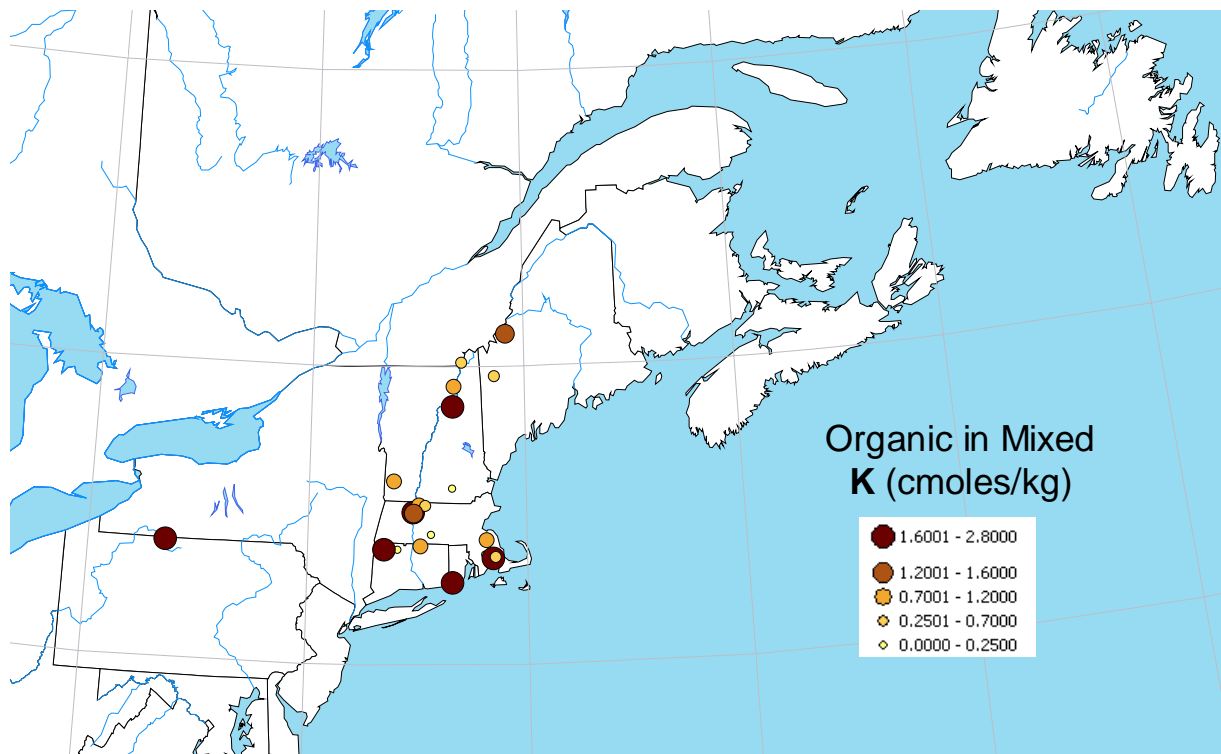 Organic in Mixed
K (cmoles/kg)
1.6001 - 2.8000
1.2001 - 1.6000
0.7001 - 1.2000
0.2501 - 0.7000
0.0000 - 0.2500